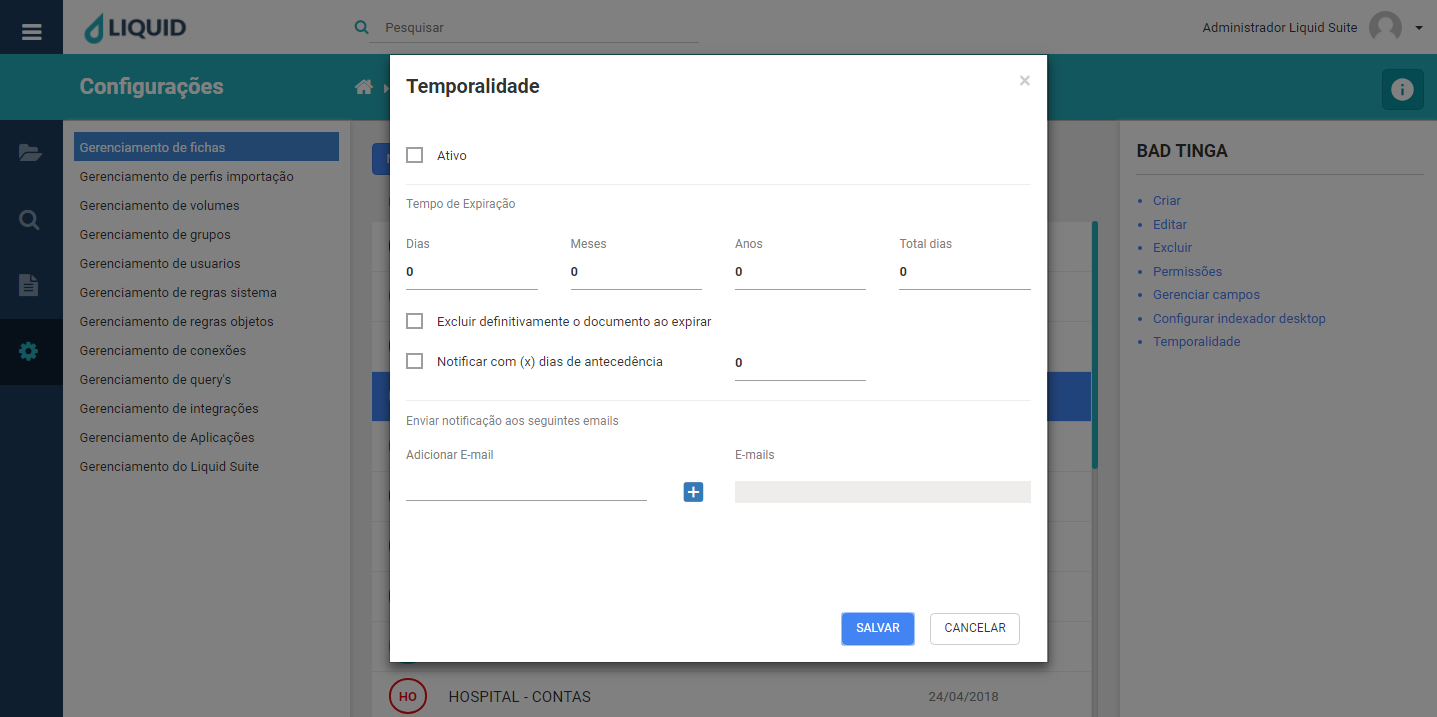 LIQUID
Pesquisar
Administrador Liquid Suite
Configurações
Gerenciamento de fichas
Gerenciamento de perfis importação
Gerenciamento de volumes
Gerenciamento de grupos
Gerenciamento de usuarios
Gerenciamento de regras sistema
Gerenciamento de regras objetos
Gerenciamento de conexões
Gerenciamento de query's
Gerenciamento de integrações
Gerenciamento de Aplicações
Gerenciamento do Liquid Suite
Temporalidade
×
Ativo
Tempo de Expiração
Dias Meses Anos Total dias
0 0 0 0
Excluir definitivamente o documento ao expirar
Notificar com (x) dias de antecedência 0
Enviar notificação aos seguintes emails
Adicionar E-mail E-mails
SALVAR CANCELAR
HO HOSPITAL - CONTAS 24/04/2018
BAD TINGA
• Criar
• Editar
• Excluir
• Permissões
• Gerenciar campos
• Configurar indexador desktop
• Temporalidade